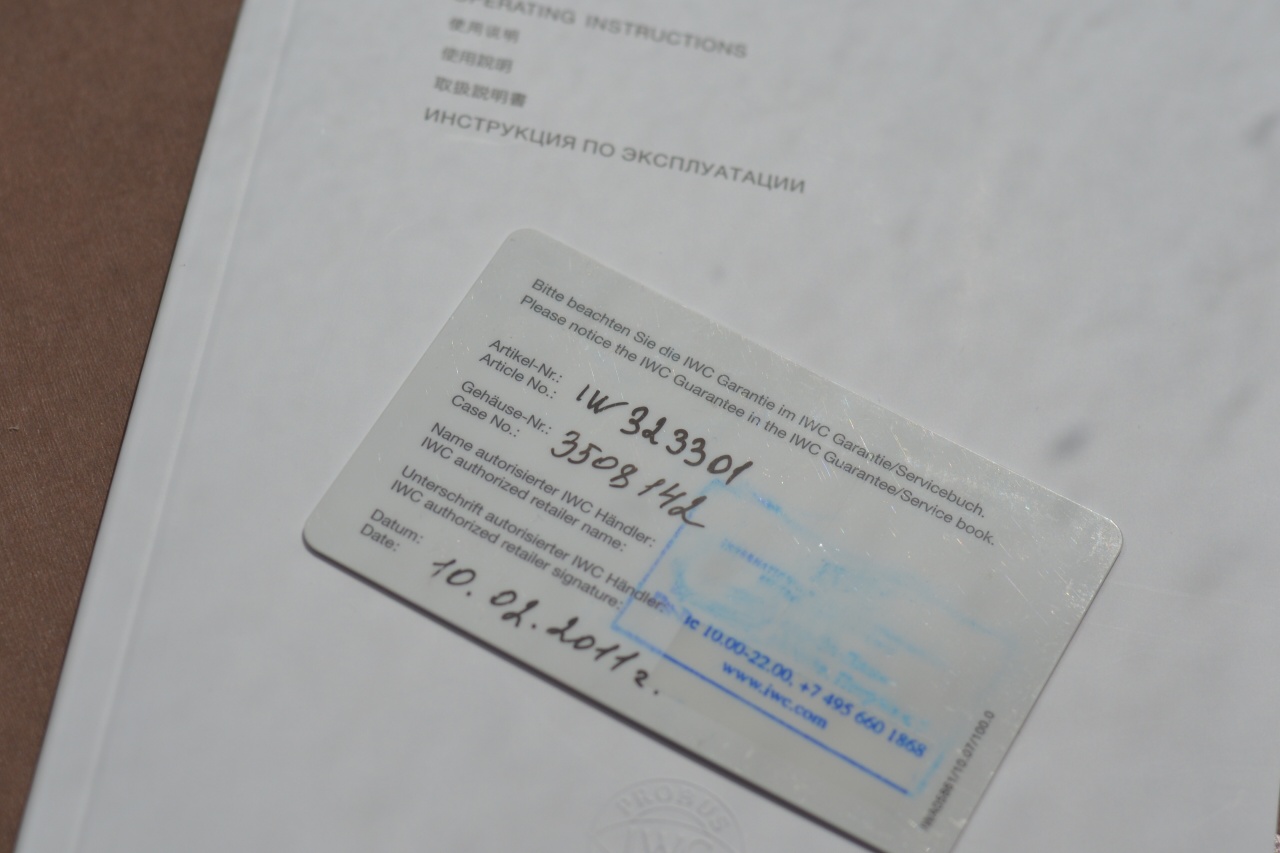 OPERATING INSTRUCTIONS
使用说明
使用說明
取扱説明書
ИНСТРУКЦИЯ ПО ЭКСПЛУАТАЦИИ
Bitte beachten Sie die IWC Garantie im IWC Garantie/Servicebuch.
Please notice the IWC Guarantee in the IWC Guarantee/Service book.
Artikel-Nr.:
Article No.: IW323301
Gehäuse-Nr.:
Case No.: 3508142
Name autorisierter IWC Händler:
IWC authorized retailer name:
Unterschrift autorisierter IWC Händler:
IWC authorized retailer signature:
10.00-22.00, +7 495 660 1868
www.iwc.com
Datum:
Date: 10.02.2011г.
PROBUS
IWC